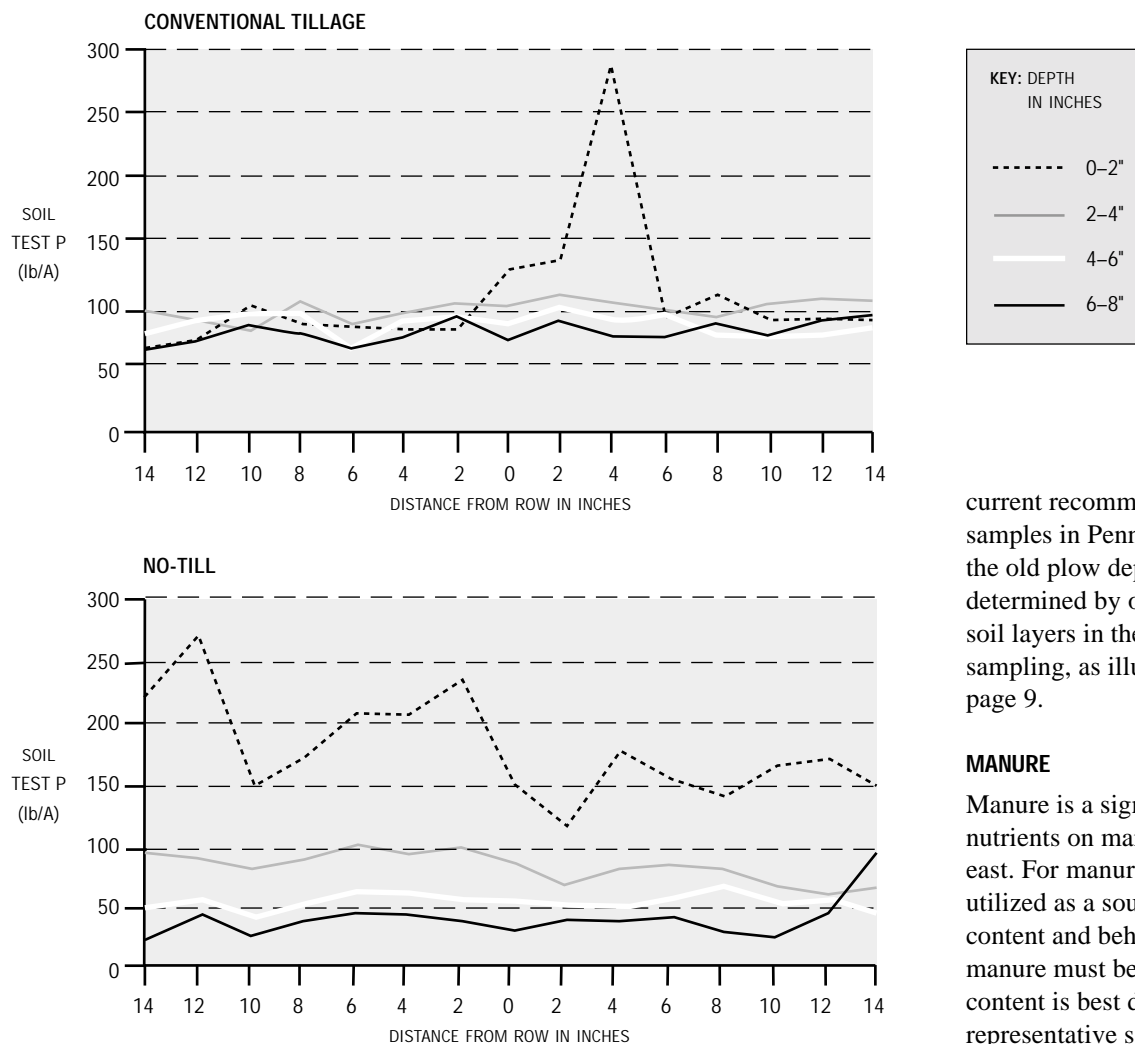 CONVENTIONAL TILLAGE
300
250
200
150
100
50
0
SOIL
TEST P
(lb/A)
14 12 10 8 6 4 2 0 2 4 6 8 10 12 14
DISTANCE FROM ROW IN INCHES
KEY: DEPTH
IN INCHES
0–2"
2–4"
4–6"
6–8"
NO-TILL
300
250
200
150
100
50
0
SOIL
TEST P
(lb/A)
14 12 10 8 6 4 2 0 2 4 6 8 10 12 14
DISTANCE FROM ROW IN INCHES
current recomm
samples in Penn
the old plow dep
determined by
soil layers in the
sampling, as illu
page 9.
MANURE
Manure is a sign
nutrients on ma
east. For manur
utilized as a sou
content and beh
manure must be
content is best d
representative s